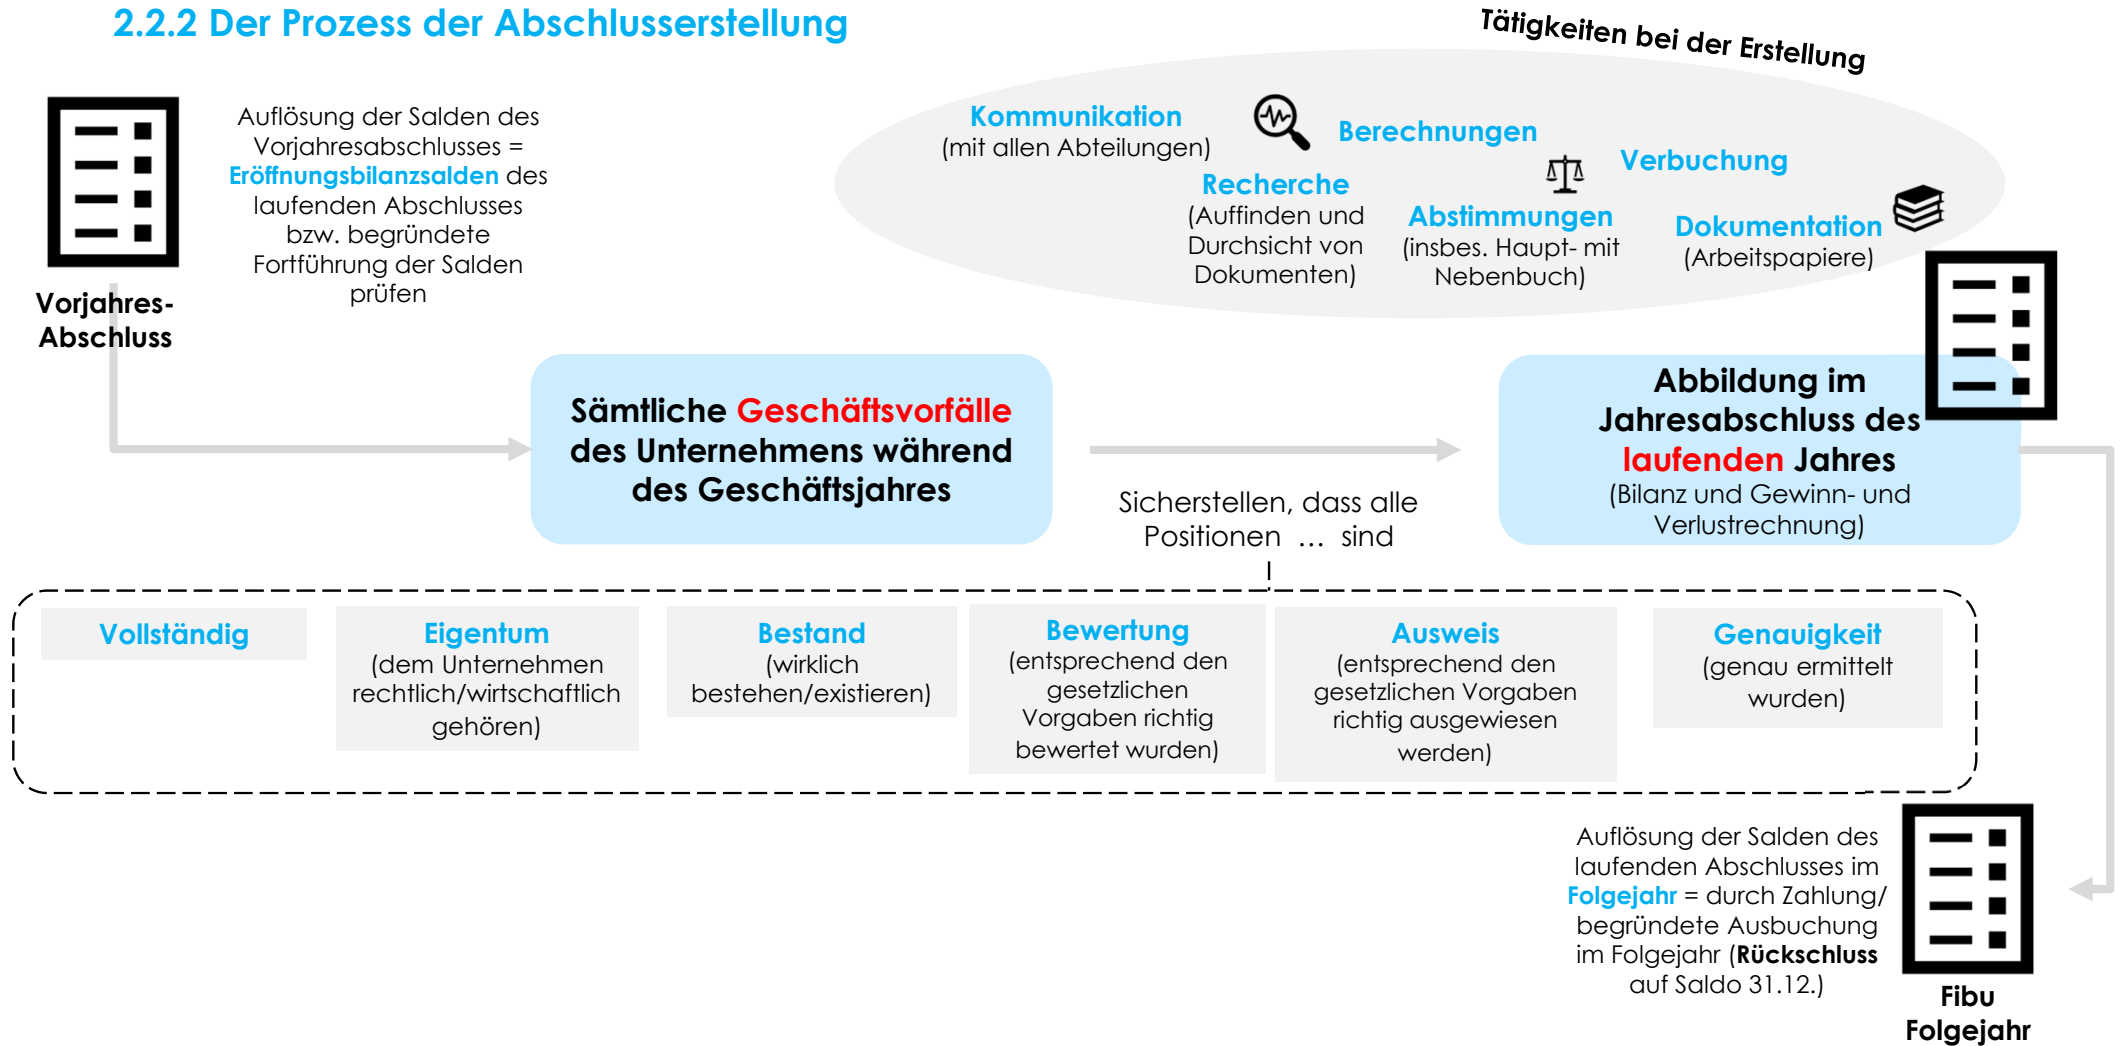 2.2.2 Der Prozess der Abschlusserstellung
Tätigkeiten bei der Erstellung
Auflösung der Salden des
Vorjahresabschlusses =
Eröffnungsbilanzsalden des
laufenden Abschlusses
bzw. begründete
Fortführung der Salden
prüfen
Vorjahres-
Abschluss
Kommunikation
(mit allen Abteilungen)
Berechnungen
Verbuchung
Recherche
(Auffinden und
Durchsicht von
Dokumenten)
Abstimmungen
(insbes. Haupt- mit
Nebenbuch)
Dokumentation
(Arbeitspapiere)
Sämtliche Geschäftsvorfälle
des Unternehmens während
des Geschäftsjahres
Sicherstellen, dass alle
Positionen … sind
Abbildung im
Jahresabschluss des
laufenden Jahres
(Bilanz und Gewinn- und
Verlustrechnung)
Vollständig
Eigentum
(dem Unternehmen
rechtlich/wirtschaftlich
gehören)
Bestand
(wirklich
bestehen/existieren)
Bewertung
(entsprechend den
gesetzlichen
Vorgaben richtig
bewertet wurden)
Ausweis
(entsprechend den
gesetzlichen Vorgaben
richtig ausgewiesen
werden)
Genauigkeit
(genau ermittelt
wurden)
Auflösung der Salden des
laufenden Abschlusses im
Folgejahr = durch Zahlung/
begründete Ausbuchung
im Folgejahr (Rückschluss
auf Saldo 31.12.)
Fibu
Folgejahr